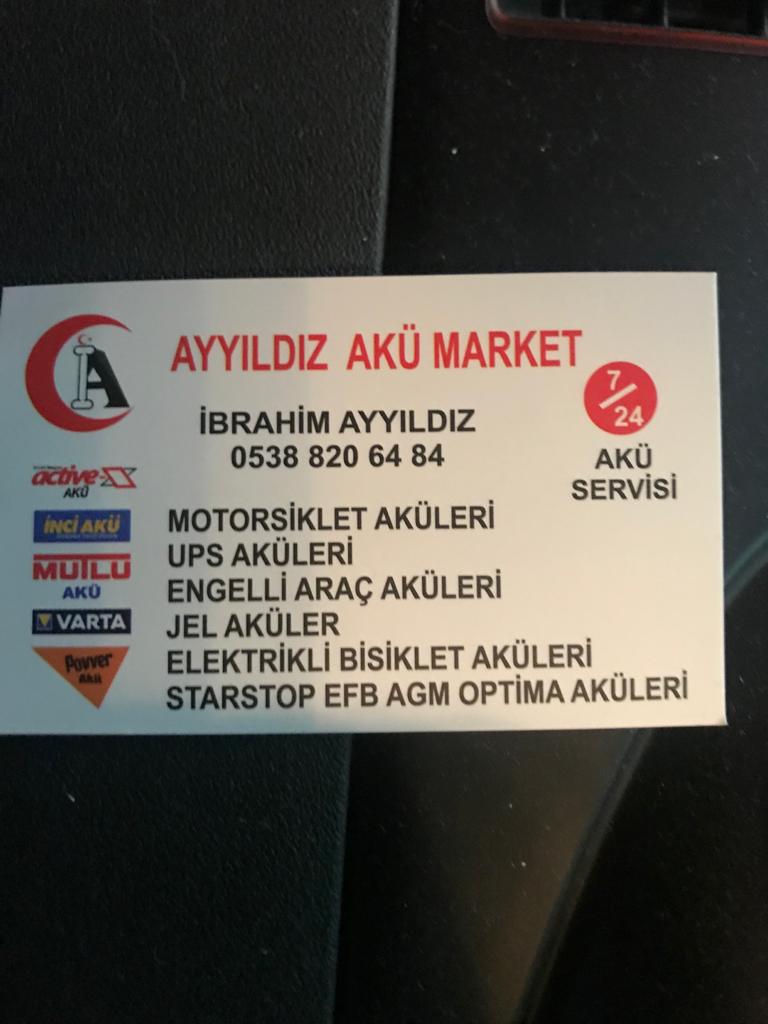 AYYILDIZ AKÜ MARKET
İBRAHİM AYYILDIZ
0538 820 64 84
7/24
AKÜ
SERVİSİ
A
active-X
AKÜ
İNCİ AKÜ
MUTLU
AKÜ
VARTA
Povver
Akü
MOTORSİKLET AKÜLERİ
UPS AKÜLERİ
ENGELLİ ARAÇ AKÜLERİ
JEL AKÜLER
ELEKTRİKLİ BİSİKLET AKÜLERİ
STARSTOP EFB AGM OPTİMA AKÜLERİ